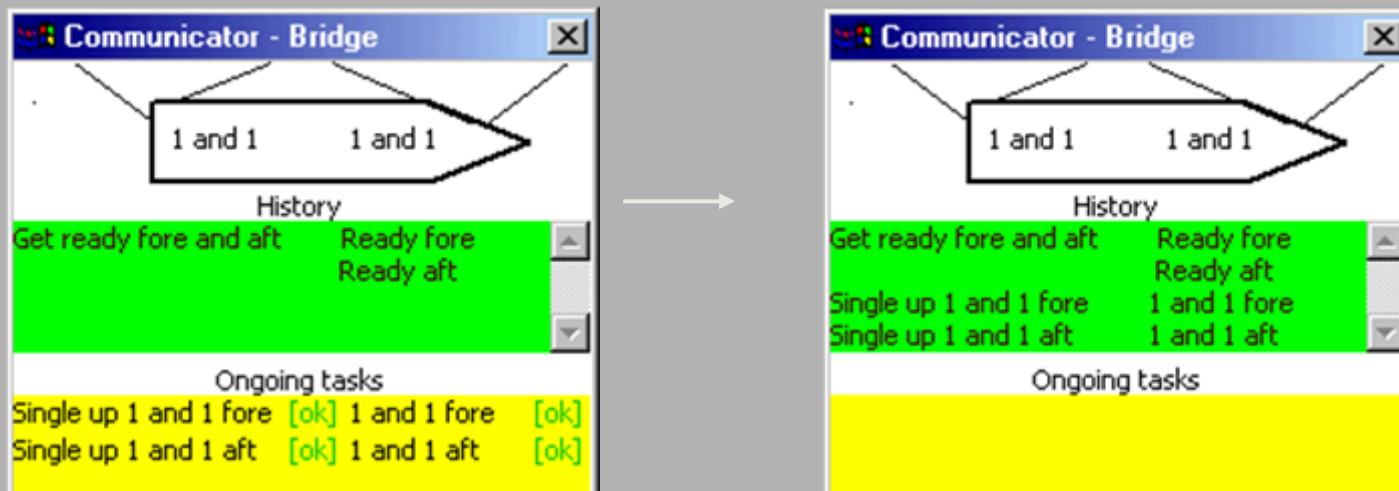 Communicator - Bridge
1 and 1 1 and 1
History
Get ready fore and aft Ready fore
Ready aft
Ongoing tasks
Single up 1 and 1 fore [ok] 1 and 1 fore [ok]
Single up 1 and 1 aft [ok] 1 and 1 aft [ok]
Communicator - Bridge
1 and 1 1 and 1
History
Get ready fore and aft Ready fore
Ready aft
Single up 1 and 1 fore 1 and 1 fore
Single up 1 and 1 aft 1 and 1 aft
Ongoing tasks